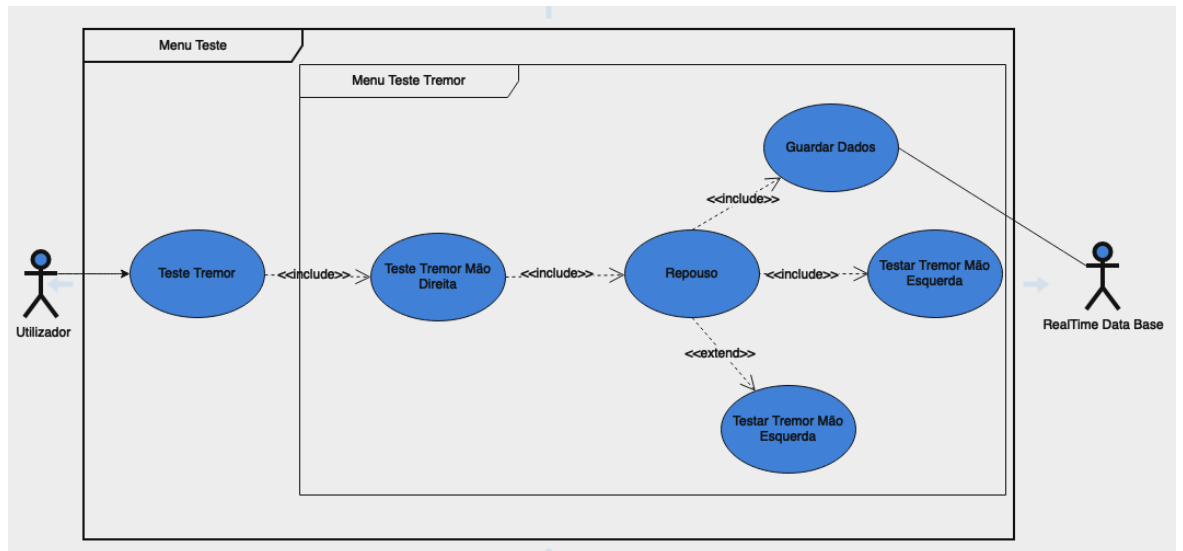 Menu Teste
Menu Teste Tremor
Guardar Dados
<<include>>
Teste Tremor
<<include>>
Teste Tremor Mão
Direita
<<include>>
Repouso
<<include>>
Testar Tremor Mão
Esquerda
Utilizador
RealTime Data Base
<<extend>>
Testar Tremor Mão
Esquerda